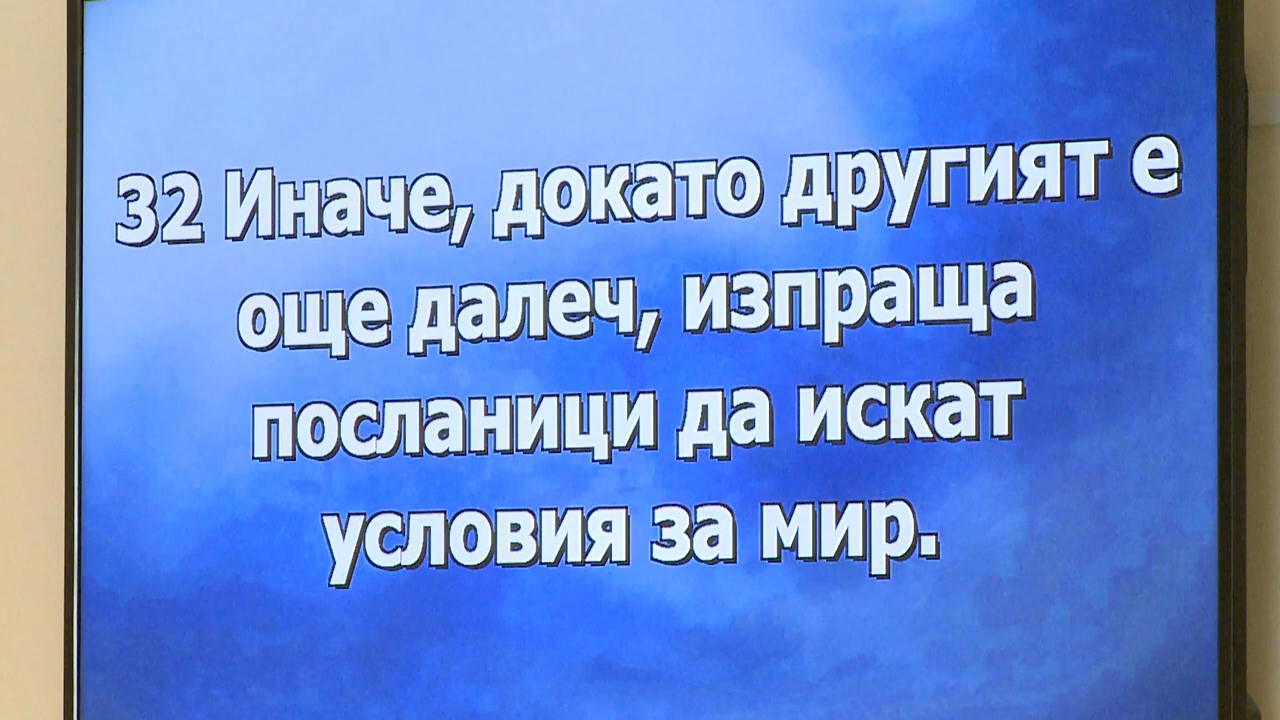 32 Иначе, докато другият е
още далеч, изпраща
посланици да искат
условия за мир.